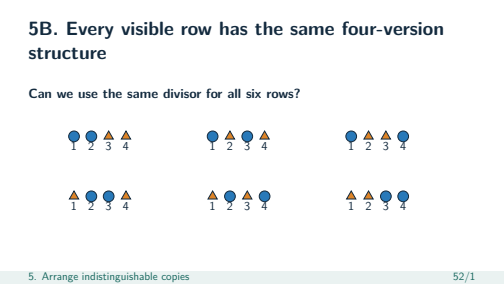 5B. Every visible row has the same four-version
structure
Can we use the same divisor for all six rows?
1 2 3 4 1 2 3 4 1 2 3 4
1 2 3 4 1 2 3 4 1 2 3 4
5. Arrange indistinguishable copies 52/1